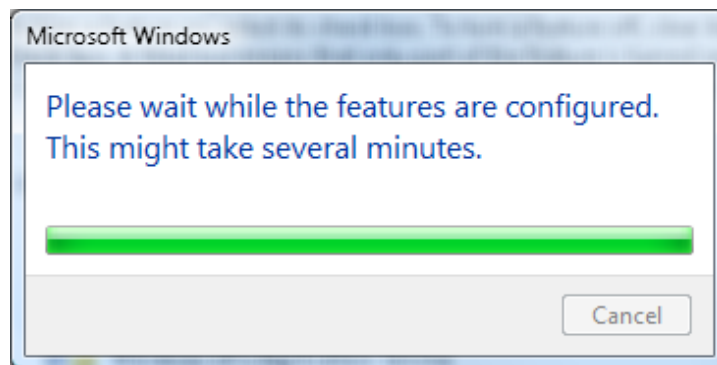 Microsoft Windows
Please wait while the features are configured.
This might take several minutes.
Cancel